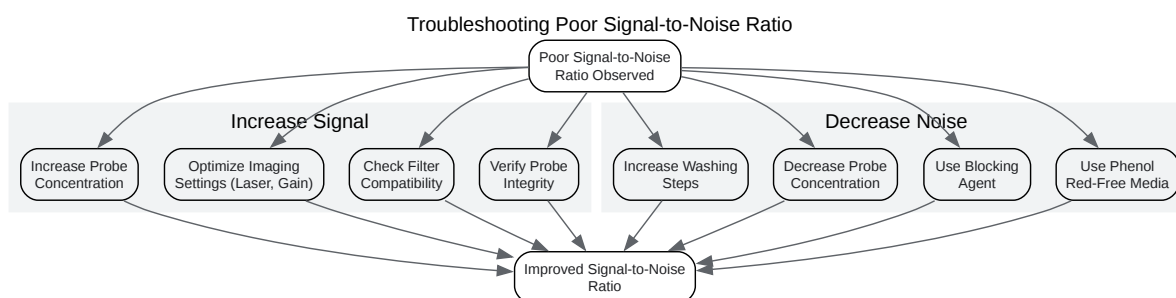 Troubleshooting Poor Signal-to-Noise Ratio
Poor Signal-to-Noise
Ratio Observed
Increase Signal
Increase Probe
Concentration
Optimize Imaging
Settings (Laser, Gain)
Check Filter
Compatibility
Verify Probe
Integrity
Decrease Noise
Increase Washing
Steps
Decrease Probe
Concentration
Use Blocking
Agent
Use Phenol
Red-Free Media
Improved Signal-to-Noise
Ratio